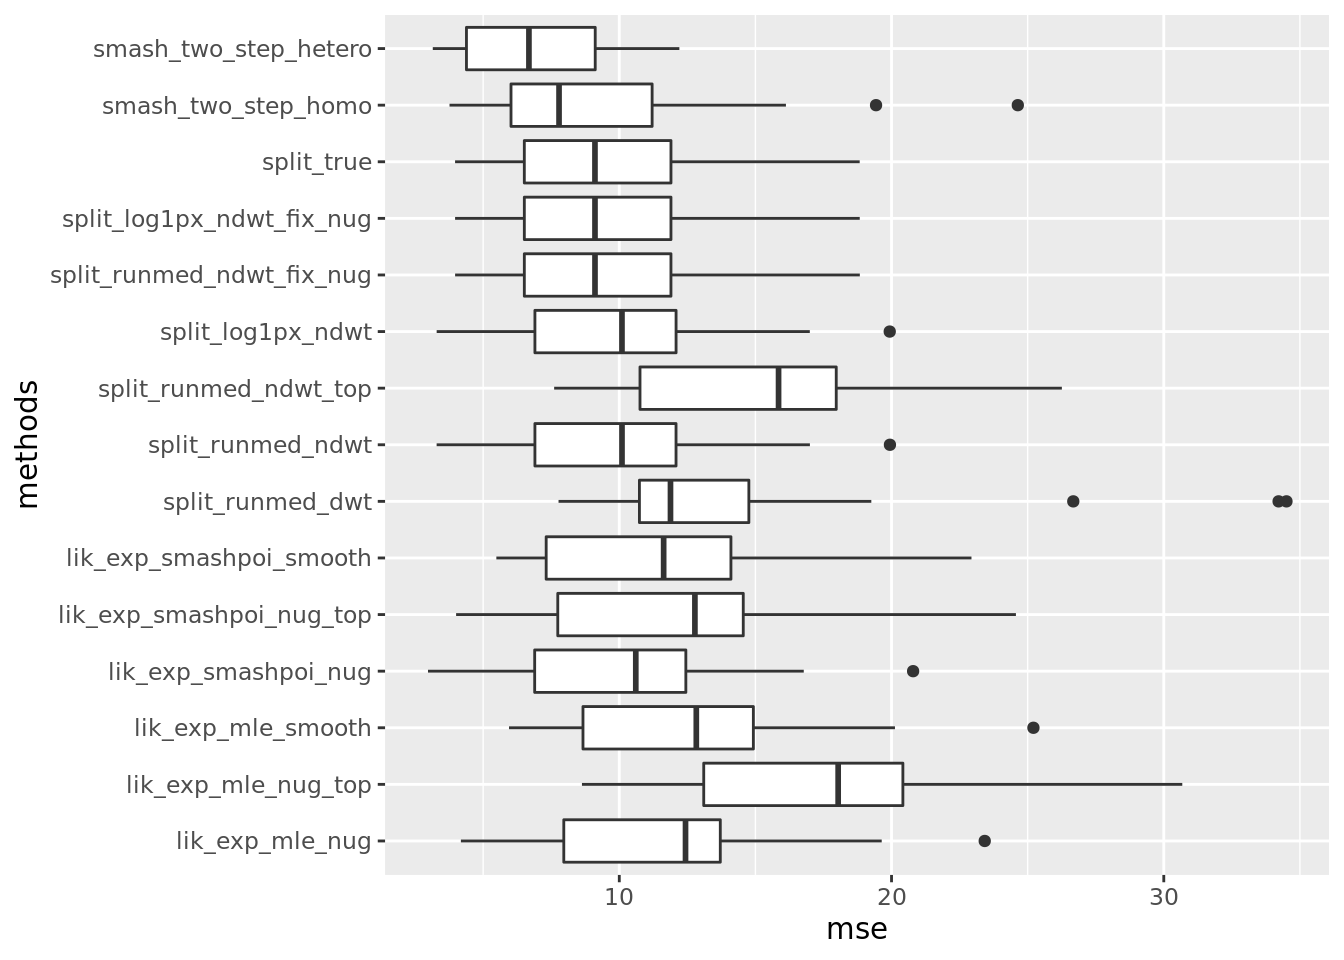 smash_two_step_hetero
smash_two_step_homo
split_true
split_log1px_ndwt_fix_nug
split_runmed_ndwt_fix_nug
split_log1px_ndwt
split_runmed_ndwt_top
split_runmed_ndwt
split_runmed_dwt
lik_exp_smashpoi_smooth
lik_exp_smashpoi_nug_top
lik_exp_smashpoi_nug
lik_exp_mle_smooth
lik_exp_mle_nug_top
lik_exp_mle_nug
methods
10 20 30
mse